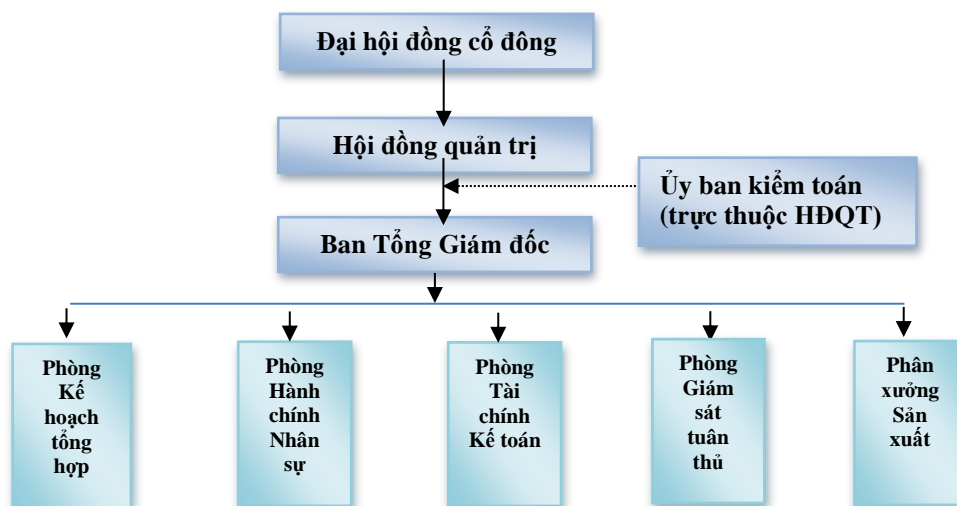 Đại hội đồng cổ đông
Hội đồng quản trị
Ủy ban kiểm toán
(trực thuộc HĐQT)
Ban Tổng Giám đốc
Phòng
Kế
hoạch
tổng
hợp
Phòng
Hành
chính
Nhân
sự
Phòng
Tài
chính
Kế toán
Phòng
Giám
sát
tuân
thủ
Phân
xưởng
Sản
xuất